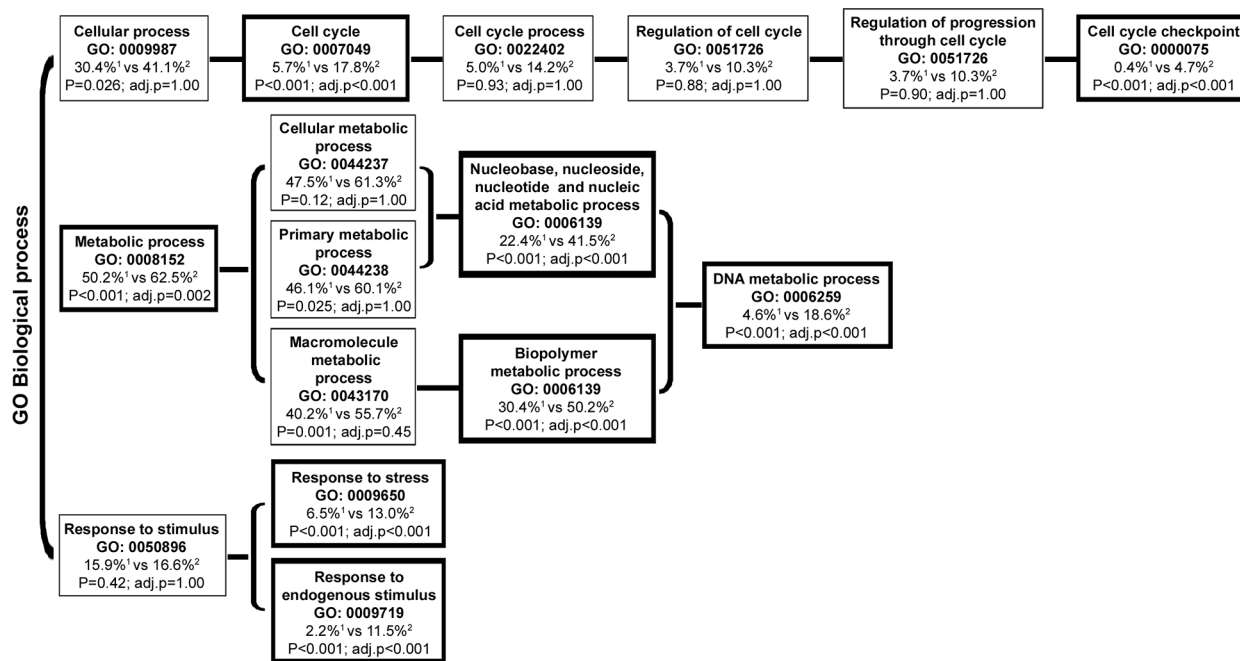 GO Biological process
Cellular process
GO: 0009987
30.4%¹ vs 41.1%²
P=0.026; adj.p=1.00
Cell cycle
GO: 0007049
5.7%¹ vs 17.8%²
P<0.001; adj.p<0.001
Cell cycle process
GO: 0022402
5.0%¹ vs 14.2%²
P=0.93; adj.p=1.00
Regulation of cell cycle
GO: 0051726
3.7%¹ vs 10.3%²
P=0.88; adj.p=1.00
Regulation of progression
through cell cycle
GO: 0051726
3.7%¹ vs 10.3%²
P=0.90; adj.p=1.00
Cell cycle checkpoint
GO: 0000075
0.4%¹ vs 4.7%²
P<0.001; adj.p<0.001
Metabolic process
GO: 0008152
50.2%¹ vs 62.5%²
P<0.001; adj.p=0.002
Cellular metabolic
process
GO: 0044237
47.5%¹ vs 61.3%²
P=0.12; adj.p=1.00
Primary metabolic
process
GO: 0044238
46.1%¹ vs 60.1%²
P=0.025; adj.p=1.00
Macromolecule
metabolic
process
GO: 0043170
40.2%¹ vs 55.7%²
P=0.001; adj.p=0.45
Nucleobase, nucleoside,
nucleotide and nucleic
acid metabolic process
GO: 0006139
22.4%¹ vs 41.5%²
P<0.001; adj.p<0.001
Biopolymer
metabolic process
GO: 0006139
30.4%¹ vs 50.2%²
P<0.001; adj.p<0.001
DNA metabolic process
GO: 0006259
4.6%¹ vs 18.6%²
P<0.001; adj.p<0.001
Response to stimulus
GO: 0050896
15.9%¹ vs 16.6%²
P=0.42; adj.p=1.00
Response to stress
GO: 0009650
6.5%¹ vs 13.0%²
P<0.001; adj.p<0.001
Response to
endogenous stimulus
GO: 0009719
2.2%¹ vs 11.5%²
P<0.001; adj.p<0.001